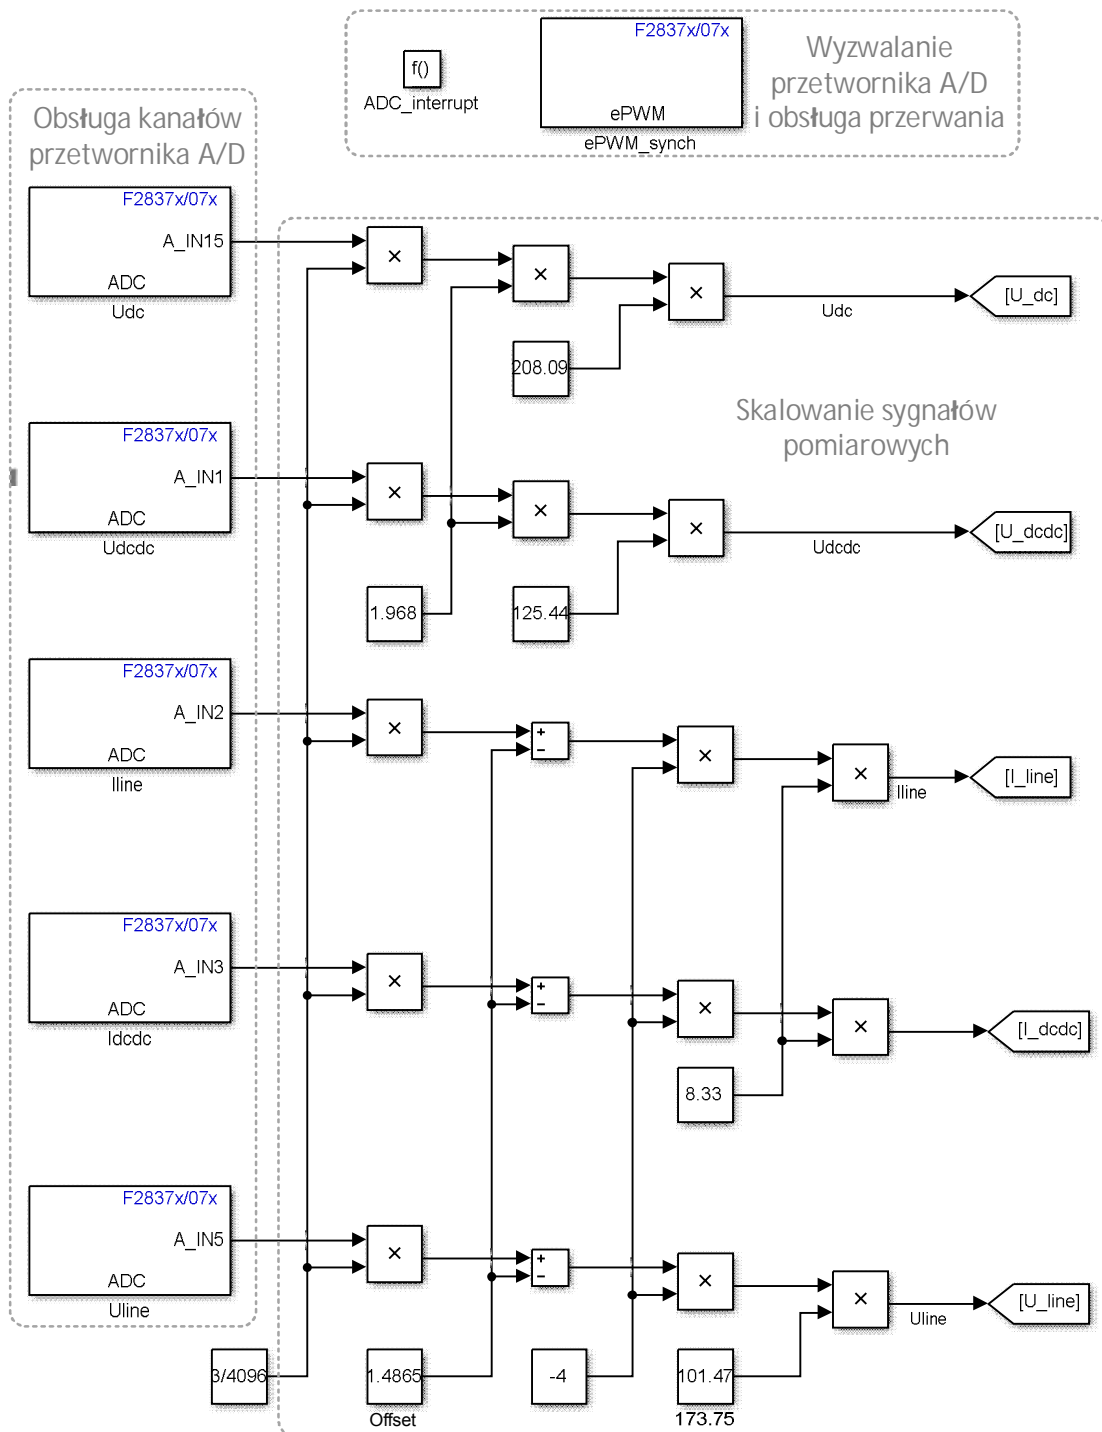 F2837x/07x
ePWM
ePWM_synch
f()
ADC_interrupt
Wyzwalanie
przetwornika A/D
i obsługa przerwania
Obsługa kanałów
przetwornika A/D
F2837x/07x
A_IN15
ADC
Udc
×
×
×
208.09
Udc
[U_dc]
Skalowanie sygnałów
pomiarowych
F2837x/07x
A_IN1
ADC
Udcdc
×
×
×
1.968
125.44
Udcdc
[U_dcdc]
F2837x/07x
A_IN2
ADC
Iline
×
+
−
×
×
Iline
[I_line]
F2837x/07x
A_IN3
ADC
Idcdc
×
+
−
×
×
8.33
[I_dcdc]
F2837x/07x
A_IN5
ADC
Uline
×
+
−
×
×
Uline
[U_line]
3/4096
1.4865
Offset
-4
101.47
173.75